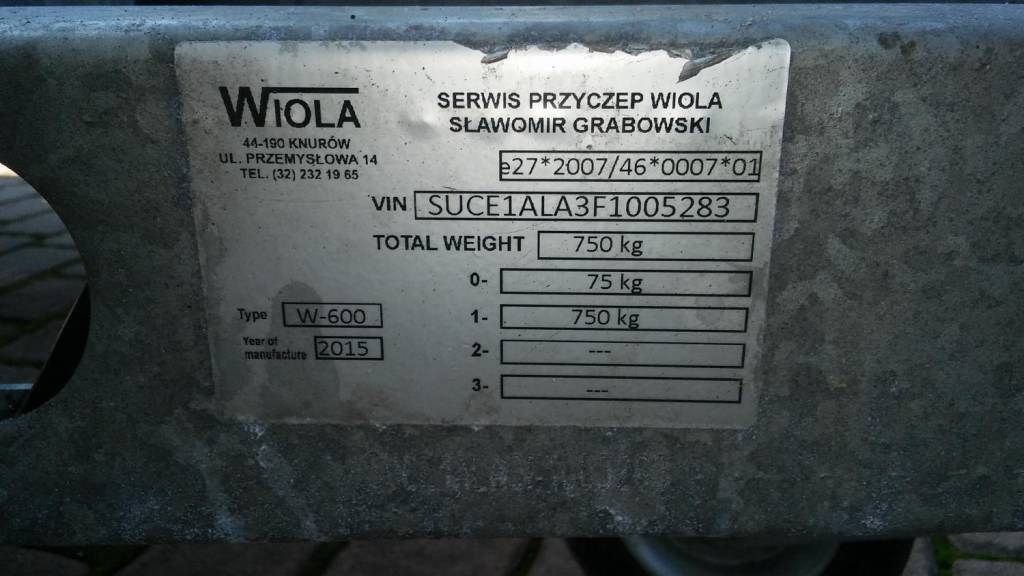 WIOLA
44-190 KNURÓW
UL. PRZEMYSŁOWA 14
TEL. (32) 232 19 65
SERWIS PRZYCZEP WIOLA
SŁAWOMIR GRABOWSKI
e27*2007/46*0007*01
VIN SUCE1ALA3F1005283
TOTAL WEIGHT 750 kg
0- 75 kg
1- 750 kg
2- ---
3- ---
Type W-600
Year of
manufacture 2015